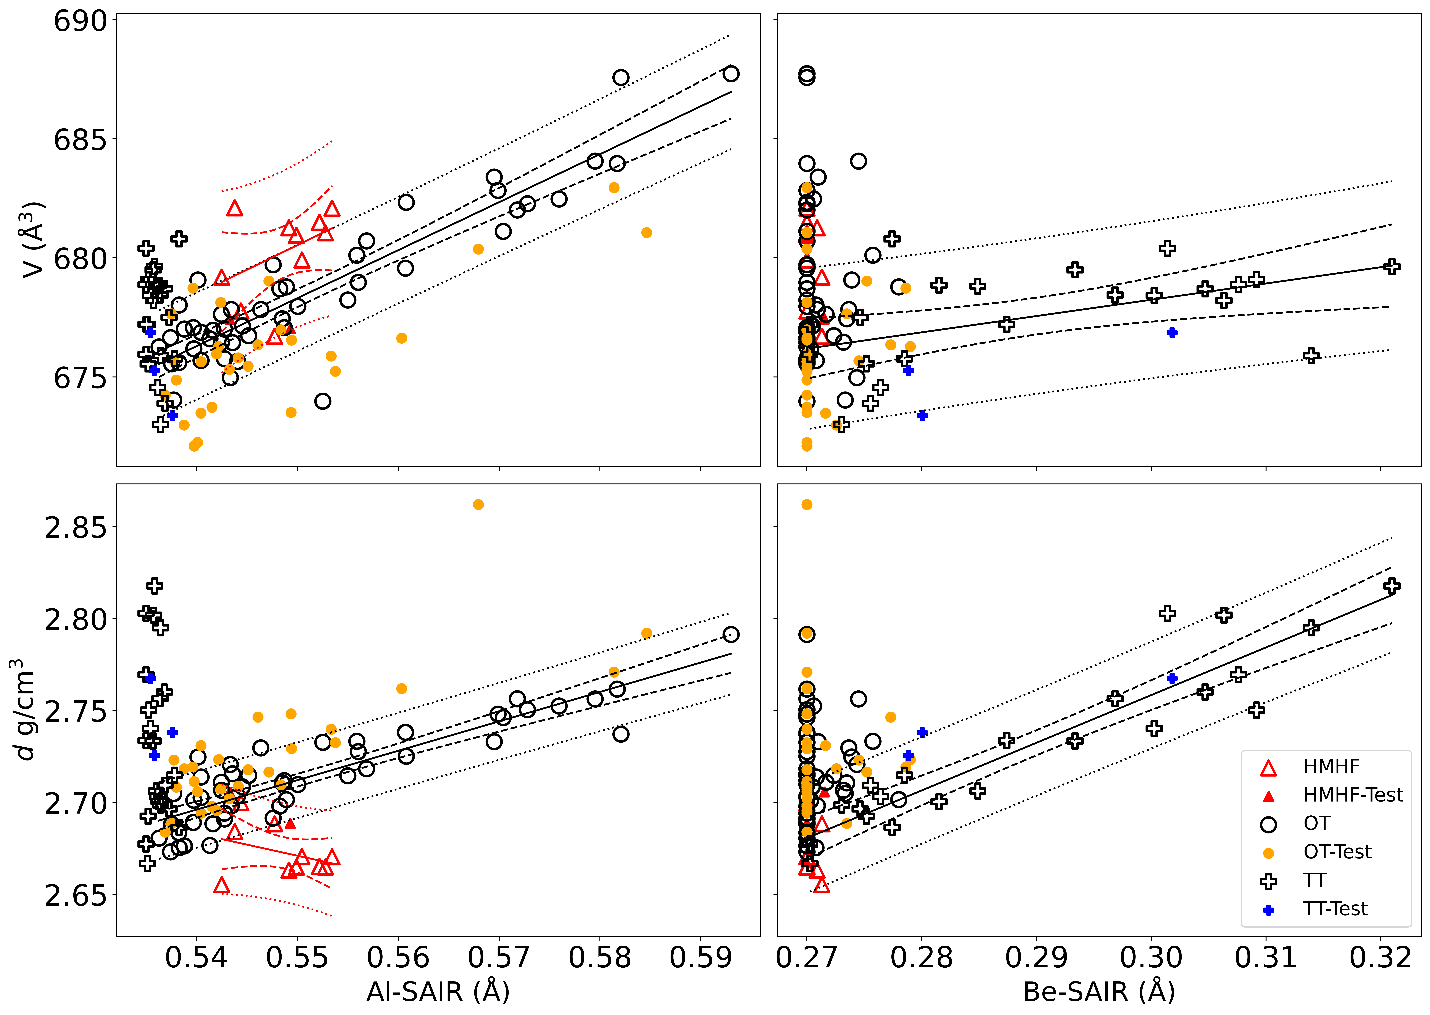 690
685
680
675
V (Å³)
2.85
2.80
2.75
2.70
2.65
d g/cm³
0.54 0.55 0.56 0.57 0.58 0.59
Al-SAIR (Å)
0.27 0.28 0.29 0.30 0.31 0.32
Be-SAIR (Å)
HMHF
HMHF-Test
OT
OT-Test
TT
TT-Test